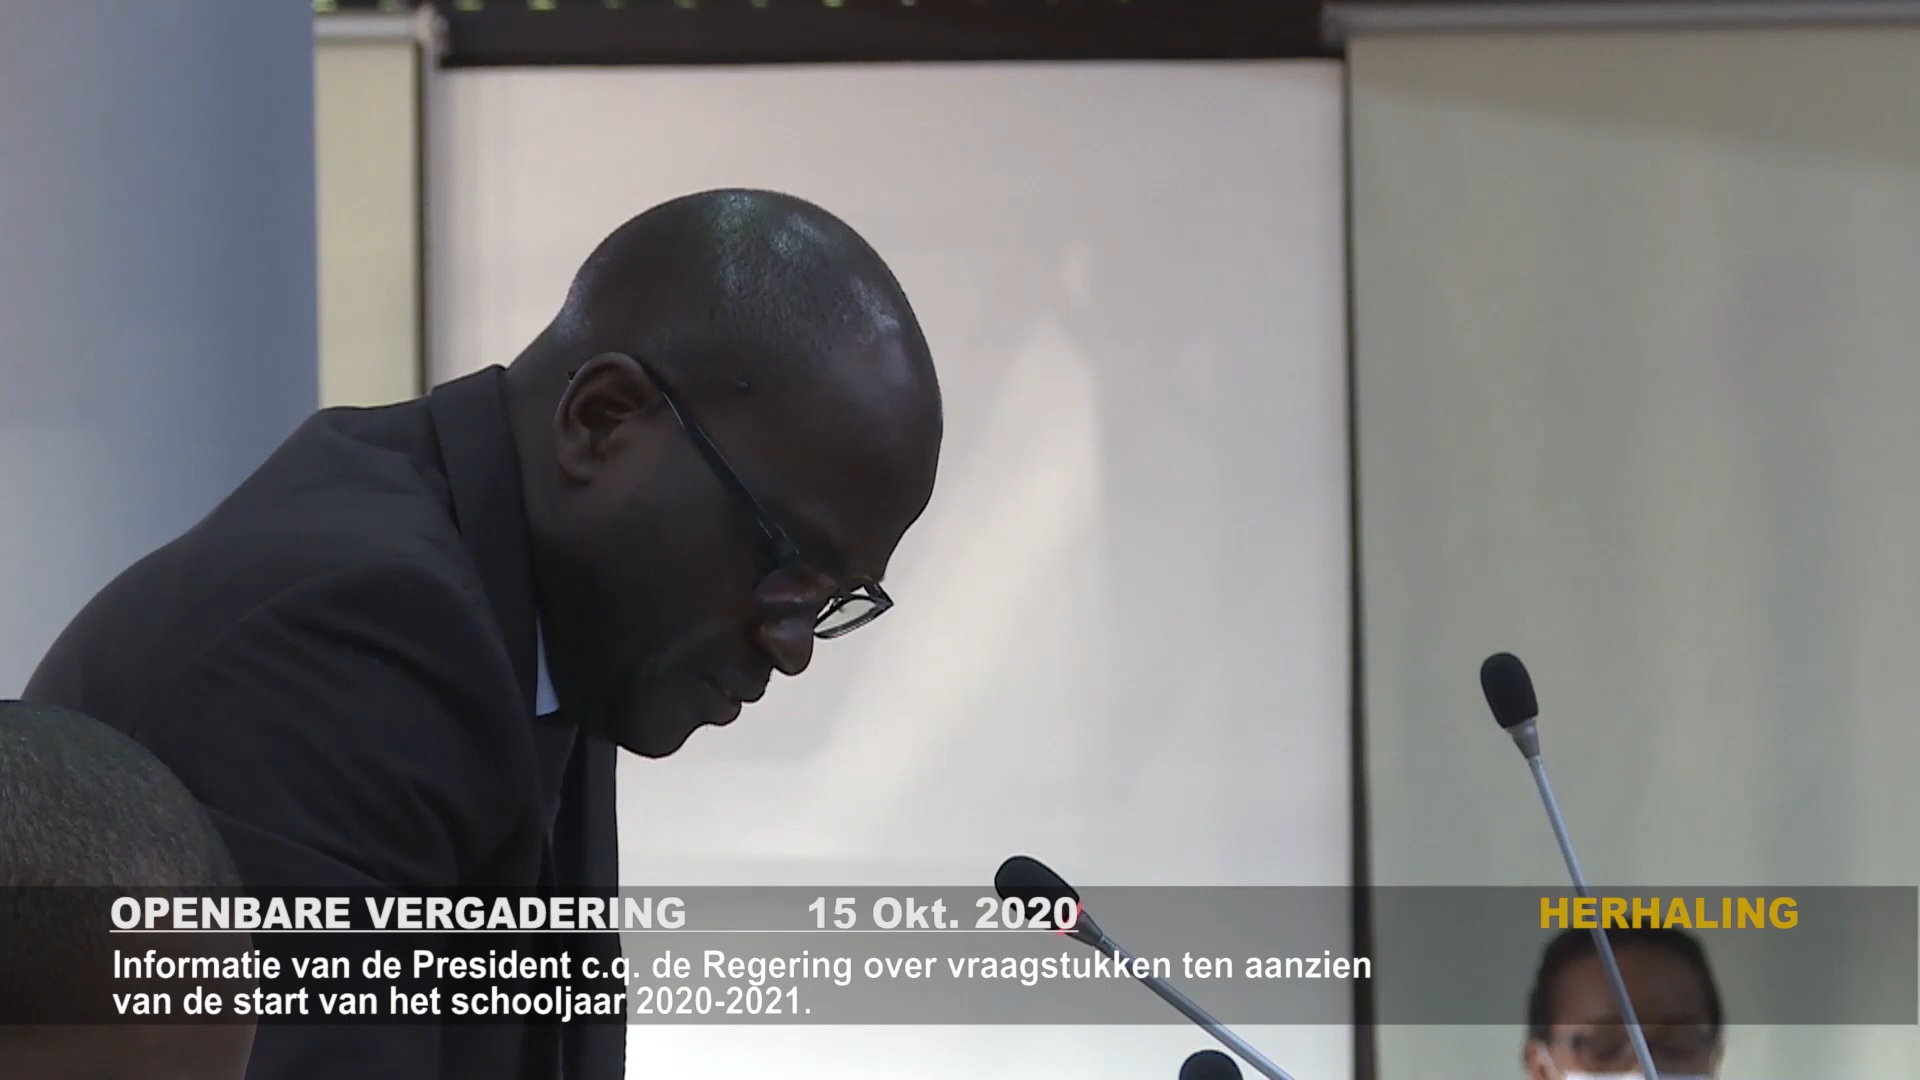 OPENBARE VERGADERING 15 Okt. 2020 HERHALING
Informatie van de President c.q. de Regering over vraagstukken ten aanzien
van de start van het schooljaar 2020-2021.